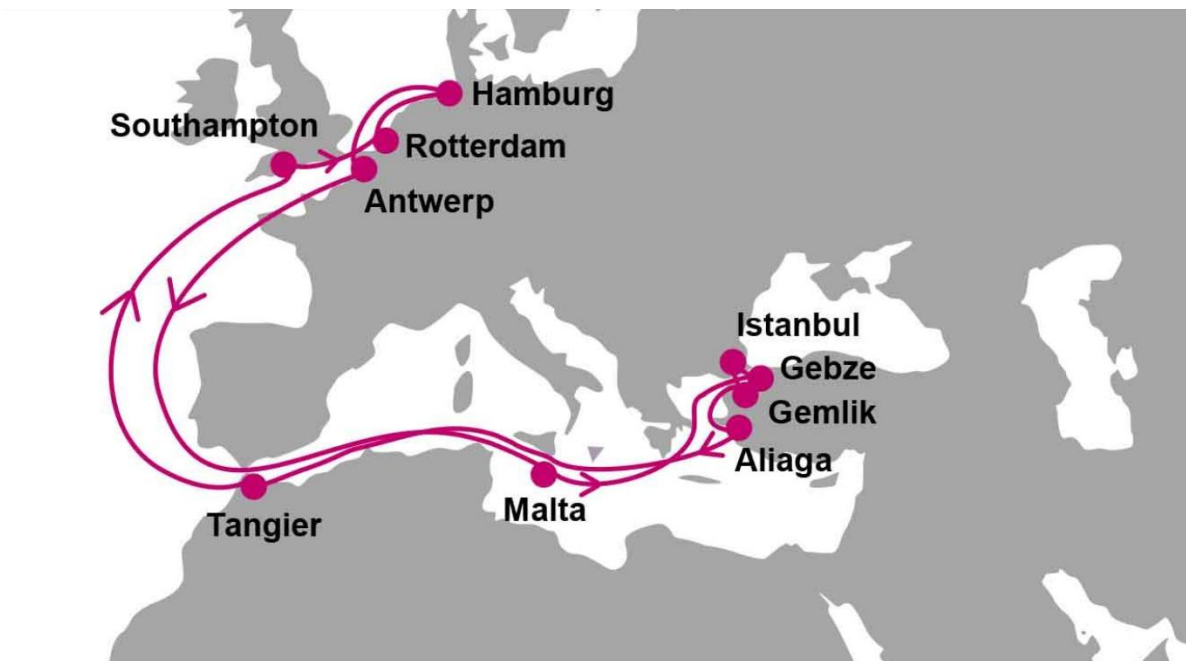 Hamburg
Southampton
Rotterdam
Antwerp
Istanbul
Gebze
Gemlik
Aliaga
Malta
Tangier